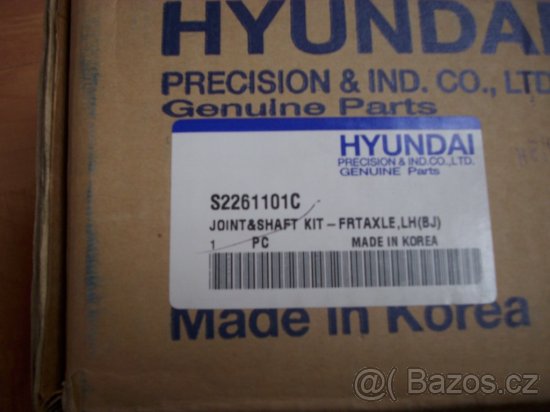 HYUNDAI
PRECISION & IND. CO., LTD
Genuine Parts
HYUNDAI
PRECISION & IND.CO.,LTD.
GENUINE Parts
S2261101C
JOINT&SHAFT KIT-FRTAXLE,LH(BJ)
1 PC MADE IN KOREA
Made in Korea
Bazoš.cz